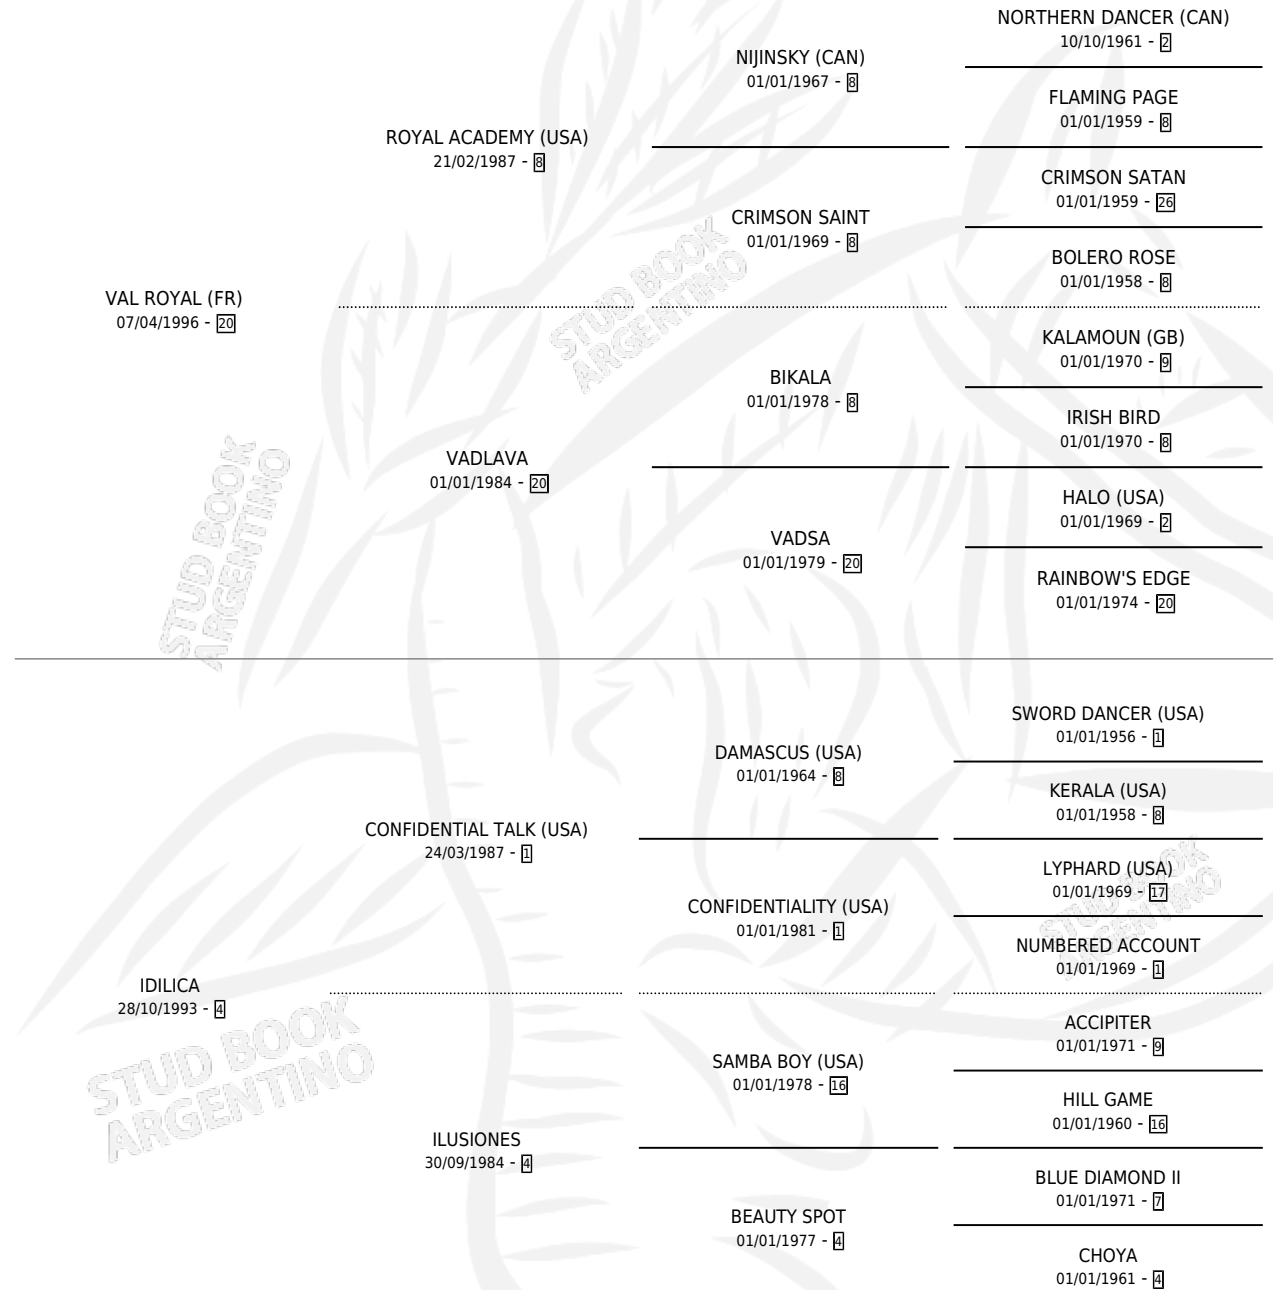 NORTHERN DANCER (CAN)
10/10/1961 - 2
NIJINSKY (CAN)
01/01/1967 - 8
FLAMING PAGE
01/01/1959 - 8
ROYAL ACADEMY (USA)
21/02/1987 - 8
CRIMSON SATAN
01/01/1959 - 26
CRIMSON SAINT
01/01/1969 - 8
BOLERO ROSE
01/01/1958 - 8
VAL ROYAL (FR)
07/04/1996 - 20
STUD BOOK
ARGENTINO
KALAMOUN (GB)
01/01/1970 - 9
BIKALA
01/01/1978 - 8
IRISH BIRD
01/01/1970 - 8
VADLAVA
01/01/1984 - 20
HALO (USA)
01/01/1969 - 2
VADSA
01/01/1979 - 20
RAINBOW'S EDGE
01/01/1974 - 20
STUD BOOK
ARGENTINO
SWORD DANCER (USA)
01/01/1956 - 1
DAMASCUS (USA)
01/01/1964 - 8
KERALA (USA)
01/01/1958 - 8
CONFIDENTIAL TALK (USA)
24/03/1987 - 1
LYPHARD (USA)
01/01/1969 - 17
CONFIDENTIALITY (USA)
01/01/1981 - 1
NUMBERED ACCOUNT
01/01/1969 - 1
STUD BOOK
ARGENTINO
IDILICA
28/10/1993 - 4
STUD BOOK
ARGENTINO
ACCIPITER
01/01/1971 - 9
SAMBA BOY (USA)
01/01/1978 - 16
HILL GAME
01/01/1960 - 16
ILUSIONES
30/09/1984 - 4
BLUE DIAMOND II
01/01/1971 - 7
BEAUTY SPOT
01/01/1977 - 4
CHOYA
01/01/1961 - 4